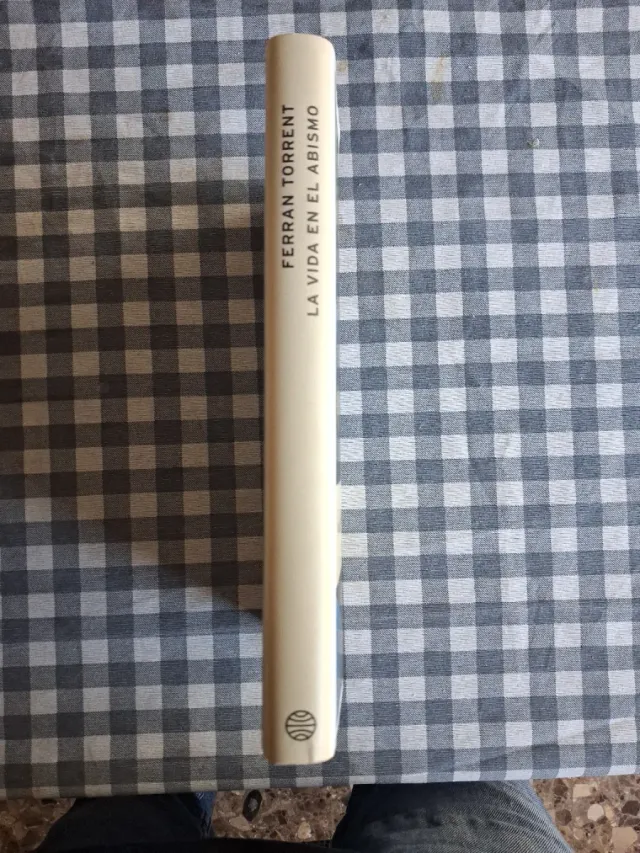 FERRAN TORRENT
LA VIDA EN EL ABISMO